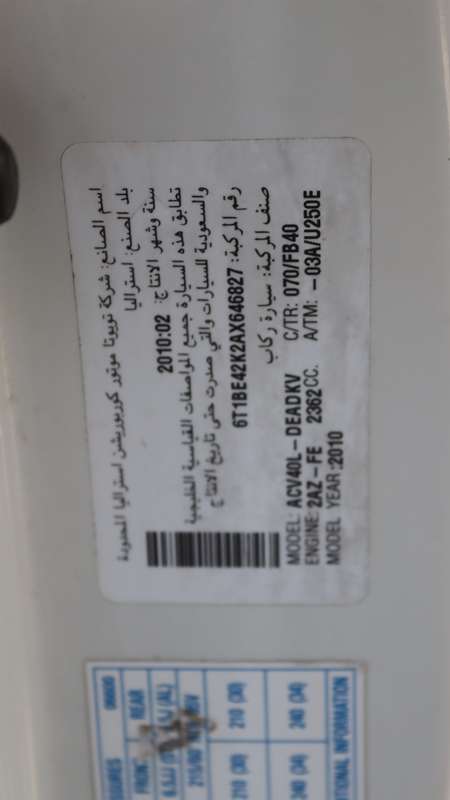 اسم الصانع: شركة تويوتا موتور كوربوريشن استراليا المحدودة
بلد الصنع: استراليا
سنة وشهر الانتاج: 2010:02
تطابق هذه السيارة جميع المواصفات القياسية الخليجية
والسعودية للسيارات والتي صدرت حتى تاريخ الانتاج
رقم المركبة: 6T1BE42K2AX646827
صنف المركبة: سيارة ركاب
MODEL: ACV40L-DEADKV C/TR: 070/FB40
ENGINE: 2AZ-FE 2362CC. A/TM: -03A/U250E
MODEL YEAR: 2010
FRONT REAR
210 (30) 210 (30)
240 (34) 240 (34)
INFORMATION